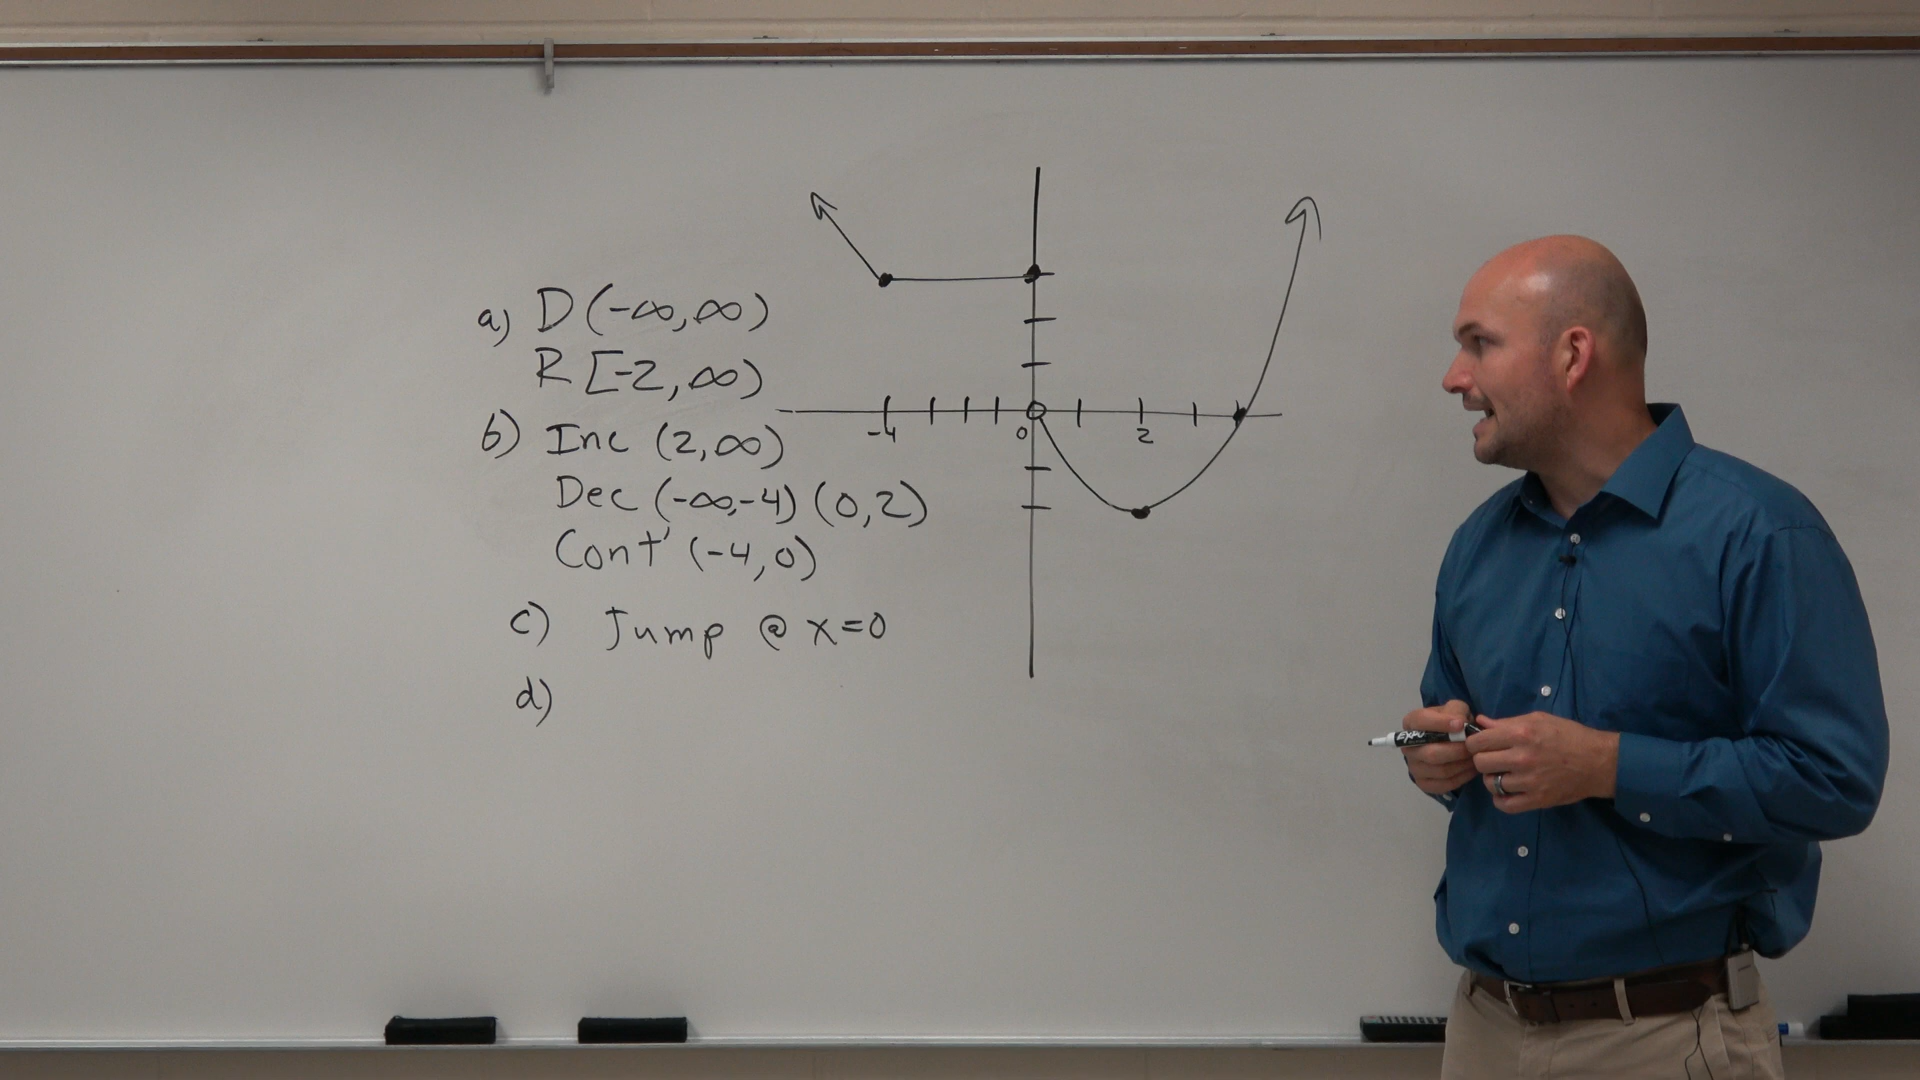 a) D (-∞, ∞)
R [-2, ∞)
b) Inc (2, ∞)
Dec (-∞,-4) (0,2)
Cont' (-4, 0)
c) Jump @ x=0
d)
-4 0 2
EXPO